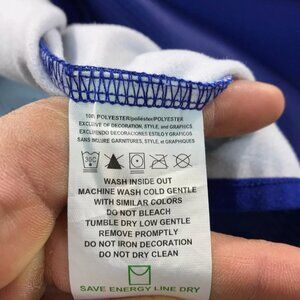 100% POLYESTER/poliéster/POLYESTER
EXCLUSIVE OF DECORATION, STYLE, and GRAPHICS.
EXCLUYENDO DECORACIONES ESTILO Y GRAFICOS
SANS INCLURE GARNITURES, STYLE, et GRAPHIQUES
30C
WASH INSIDE OUT
MACHINE WASH COLD GENTLE
WITH SIMILAR COLORS
DO NOT BLEACH
TUMBLE DRY LOW GENTLE
REMOVE PROMPTLY
DO NOT IRON DECORATION
DO NOT DRY CLEAN
SAVE ENERGY LINE DRY